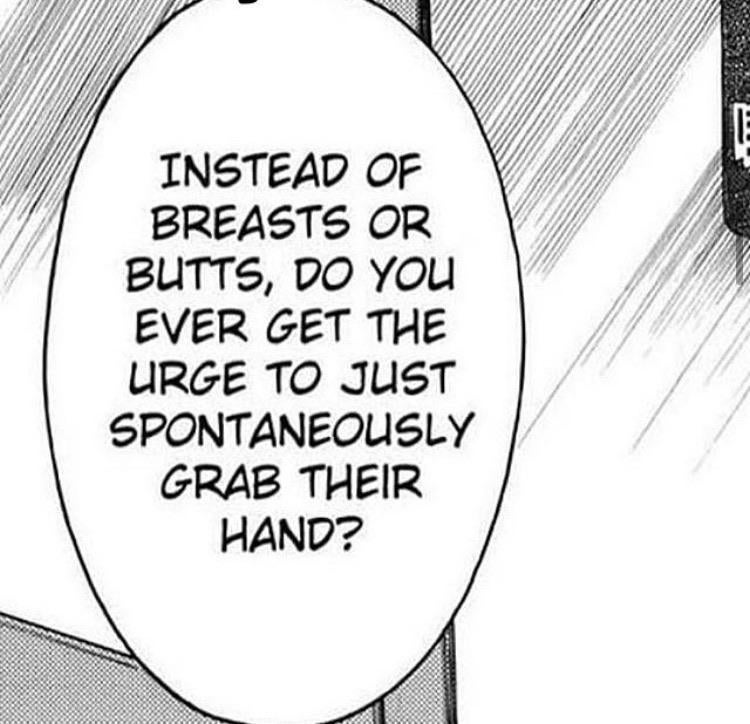 INSTEAD OF
BREASTS OR
BUTTS, DO YOU
EVER GET THE
URGE TO JUST
SPONTANEOUSLY
GRAB THEIR
HAND?